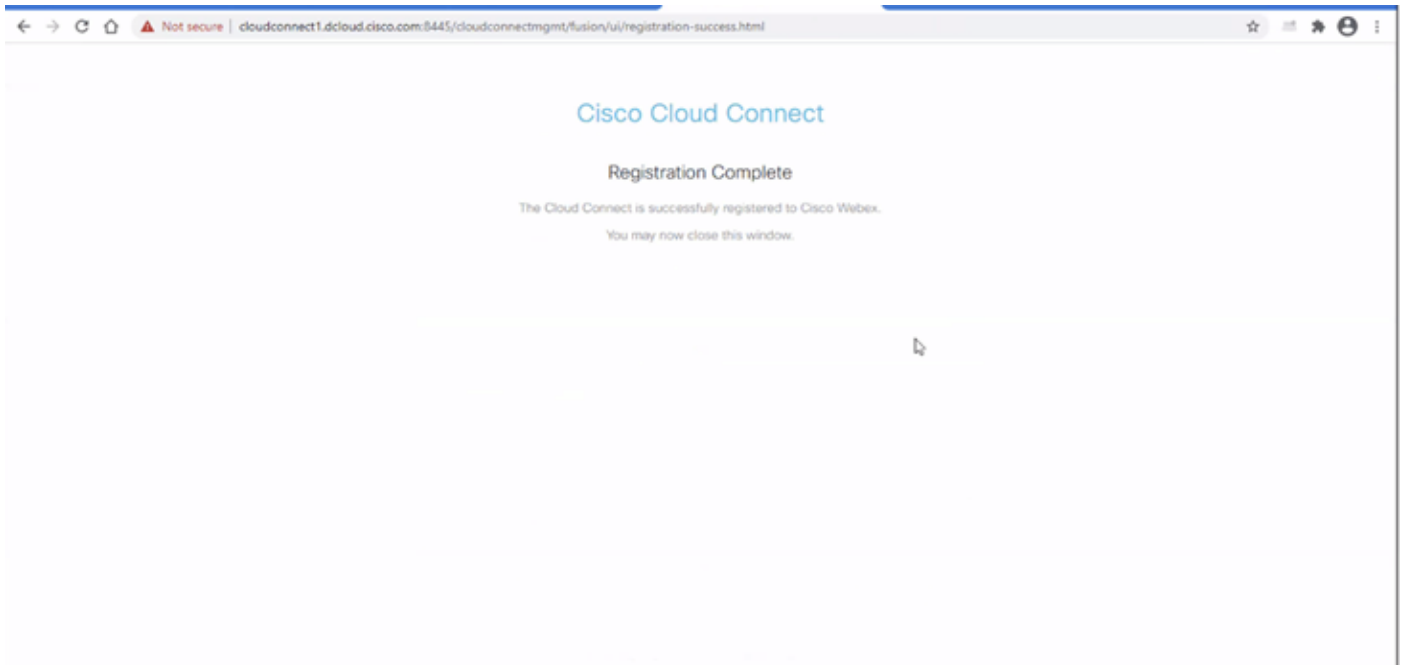 Not secure | cloudconnect1.dcloud.cisco.com:8445/cloudconnectmgmt/fusion/ui/registration-success.html
Cisco Cloud Connect
Registration Complete
The Cloud Connect is successfully registered to Cisco Webex.
You may now close this window.